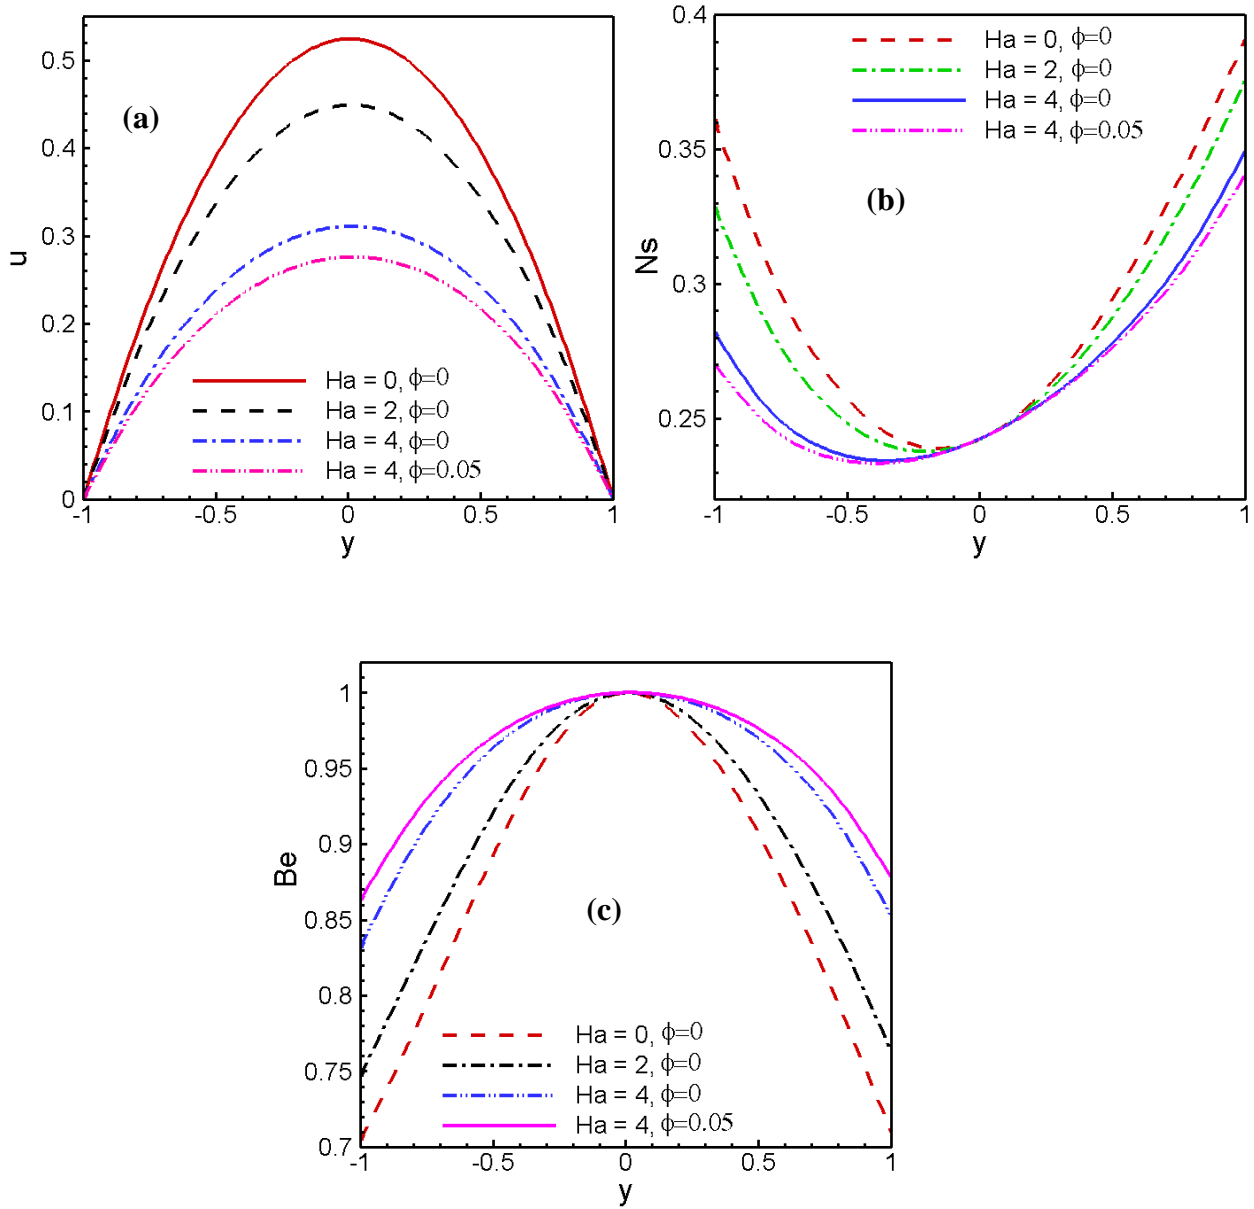 (a)
u
0.5
0.4
0.3
0.2
0.1
0
Ha = 0, ϕ=0
Ha = 2, ϕ=0
Ha = 4, ϕ=0
Ha = 4, ϕ=0.05
-1 -0.5 0 0.5 1
y
(b)
Ns
0.4
0.35
0.3
0.25
Ha = 0, ϕ=0
Ha = 2, ϕ=0
Ha = 4, ϕ=0
Ha = 4, ϕ=0.05
-1 -0.5 0 0.5 1
y
(c)
Be
1
0.95
0.9
0.85
0.8
0.75
0.7
Ha = 0, ϕ=0
Ha = 2, ϕ=0
Ha = 4, ϕ=0
Ha = 4, ϕ=0.05
-1 -0.5 0 0.5 1
y